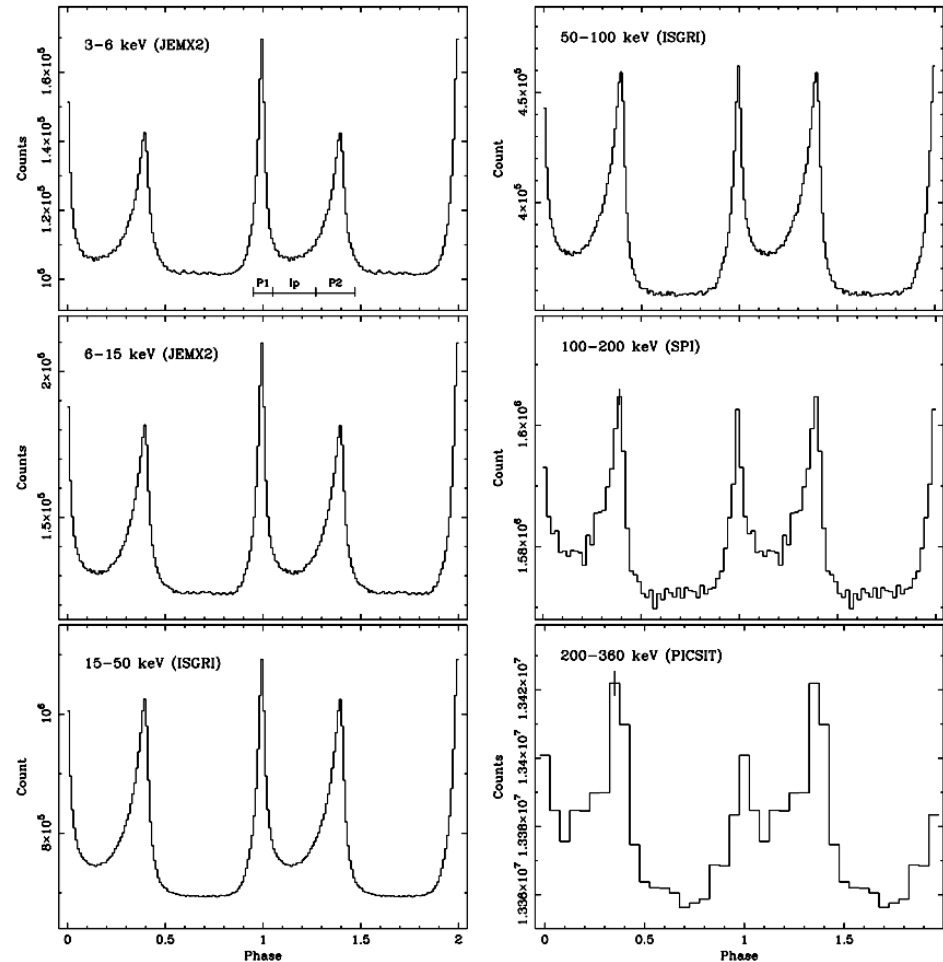 3–6 keV (JEMX2)
Counts
1.6×10⁵
1.4×10⁵
1.2×10⁵
10⁵
P1 Ip P2
50–100 keV (ISGRI)
Count
4.5×10⁵
4×10⁵
6–15 keV (JEMX2)
Counts
2×10⁵
1.5×10⁵
100–200 keV (SPI)
Count
1.6×10⁶
1.58×10⁶
15–50 keV (ISGRI)
Count
10⁶
8×10⁵
0 0.5 1 1.5 2
Phase
200–360 keV (PICSIT)
Counts
1.342×10⁷
1.34×10⁷
1.338×10⁷
1.336×10⁷
0 0.5 1 1.5
Phase